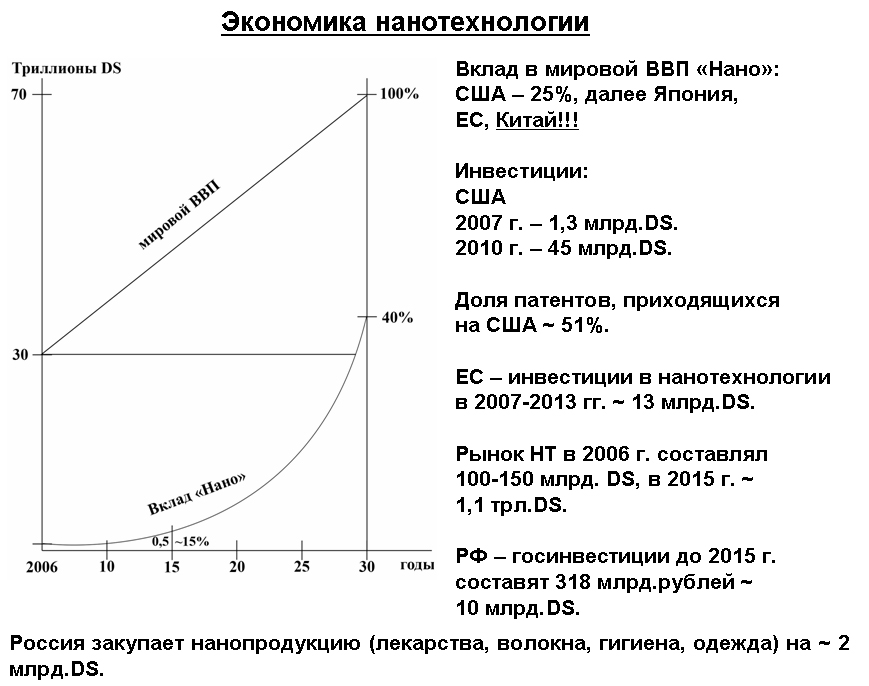 Экономика нанотехнологии
Триллионы DS
70
100%
мировой ВВП
40%
30
Вклад «Нано»
0,5 ~15%
2006 10 15 20 25 30 годы
Вклад в мировой ВВП «Нано»:
США – 25%, далее Япония,
ЕС, Китай!!!
Инвестиции:
США
2007 г. – 1,3 млрд.DS.
2010 г. – 45 млрд.DS.
Доля патентов, приходящихся
на США ~ 51%.
ЕС – инвестиции в нанотехнологии
в 2007-2013 гг. ~ 13 млрд.DS.
Рынок НТ в 2006 г. составлял
100-150 млрд. DS, в 2015 г. ~
1,1 трл.DS.
РФ – госинвестиции до 2015 г.
составят 318 млрд.рублей ~
10 млрд.DS.
Россия закупает нанопродукцию (лекарства, волокна, гигиена, одежда) на ~ 2
млрд.DS.